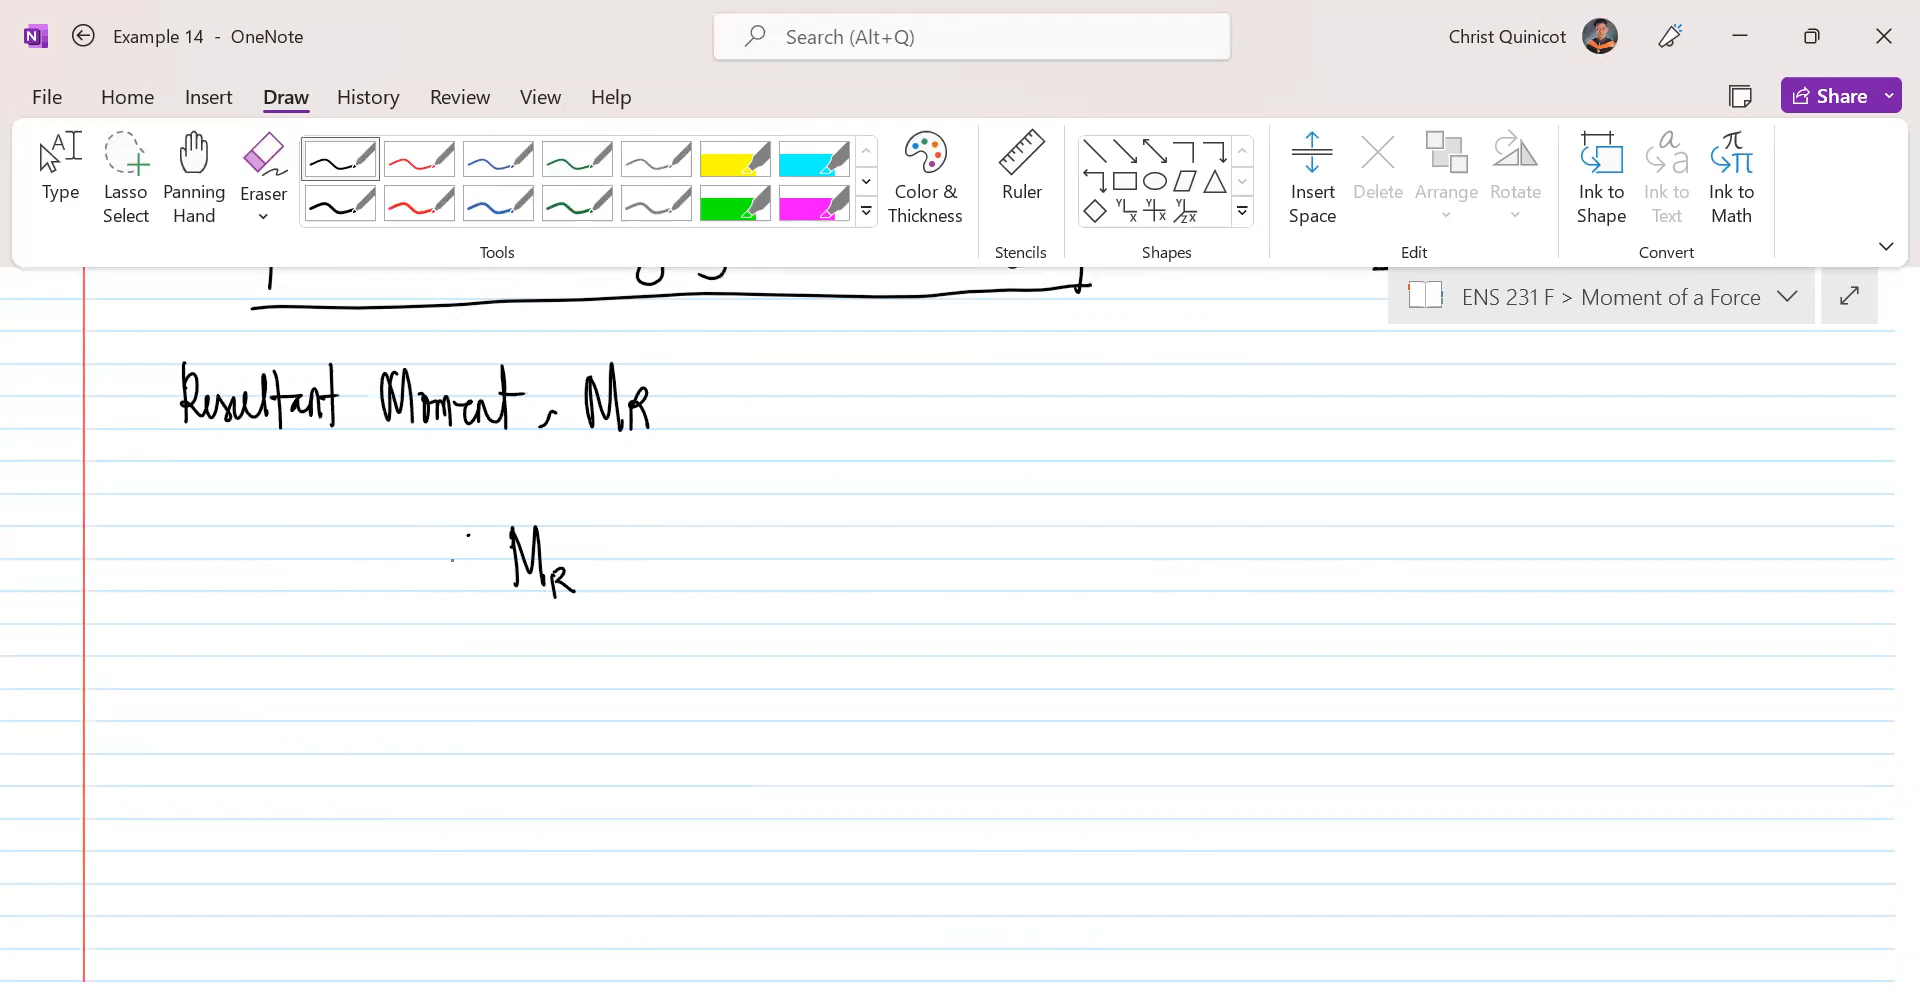 Example 14 - OneNote
Search (Alt+Q)
Christ Quinicot
File Home Insert Draw History Review View Help
Share
Type
Lasso Select
Panning Hand
Eraser
Color & Thickness
Ruler
Insert Space
Delete
Arrange
Rotate
Ink to Shape
Ink to Text
Ink to Math
Tools
Stencils
Shapes
Edit
Convert
ENS 231 F > Moment of a Force
Resultant Moment, MR
MR